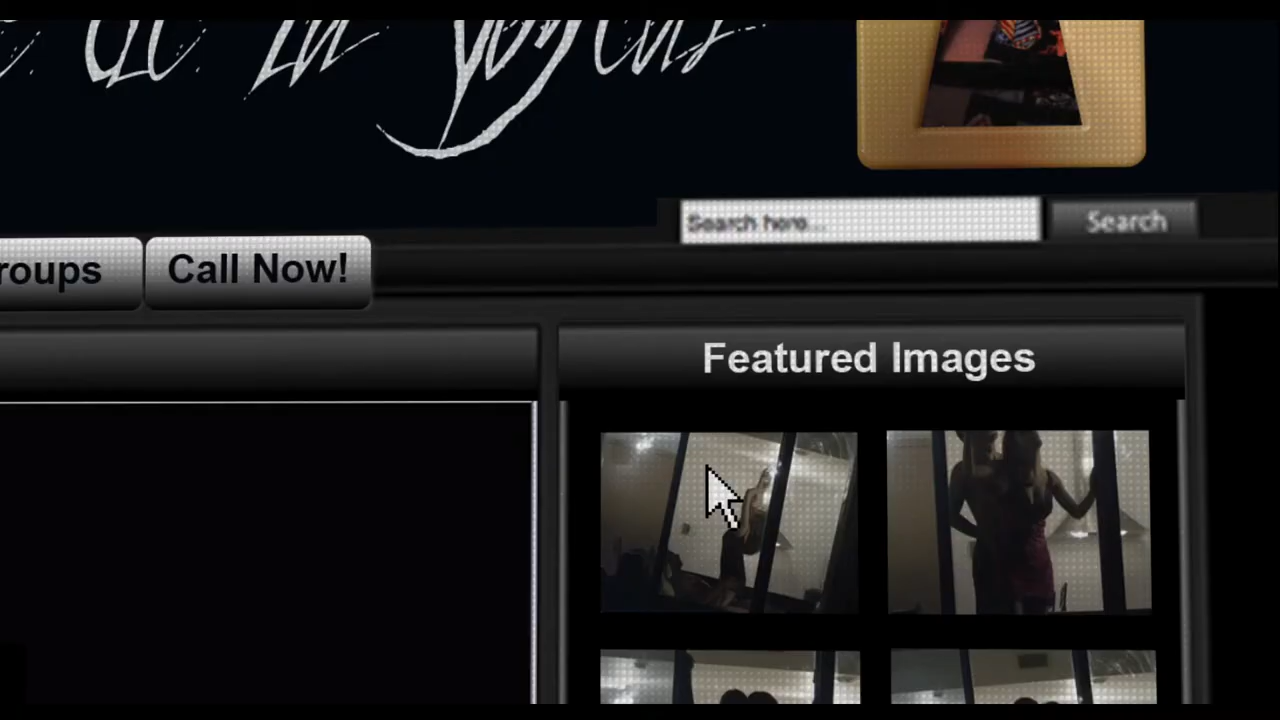 Search here...
Search
roups
Call Now!
Featured Images